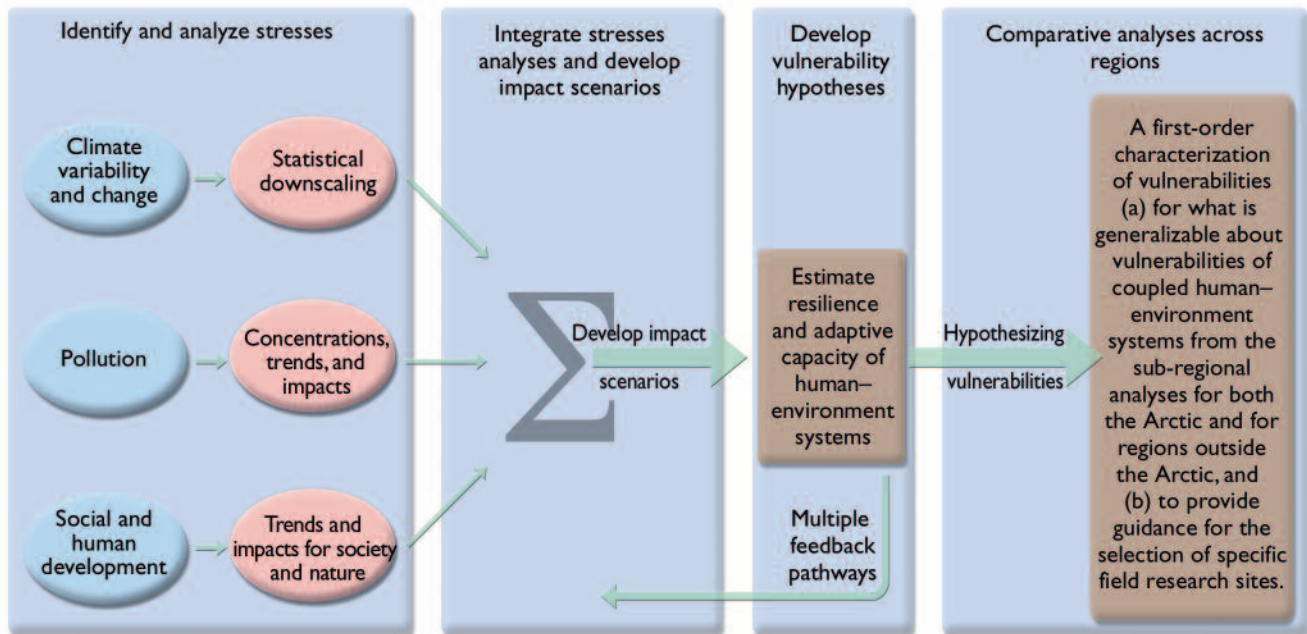 Identify and analyze stresses
Climate
variability
and change
Statistical
downscaling
Pollution
Concentrations,
trends, and
impacts
Social and
human
development
Trends and
impacts for society
and nature
Integrate stresses
analyses and develop
impact scenarios
Σ
Develop impact
scenarios
Develop
vulnerability
hypotheses
Estimate
resilience
and adaptive
capacity of
human–
environment
systems
Multiple
feedback
pathways
Hypothesizing
vulnerabilities
Comparative analyses across
regions
A first-order
characterization
of vulnerabilities
(a) for what is
generalizable about
vulnerabilities of
coupled human–
environment
systems from the
sub-regional
analyses for both
the Arctic and for
regions outside
the Arctic, and
(b) to provide
guidance for the
selection of specific
field research sites.